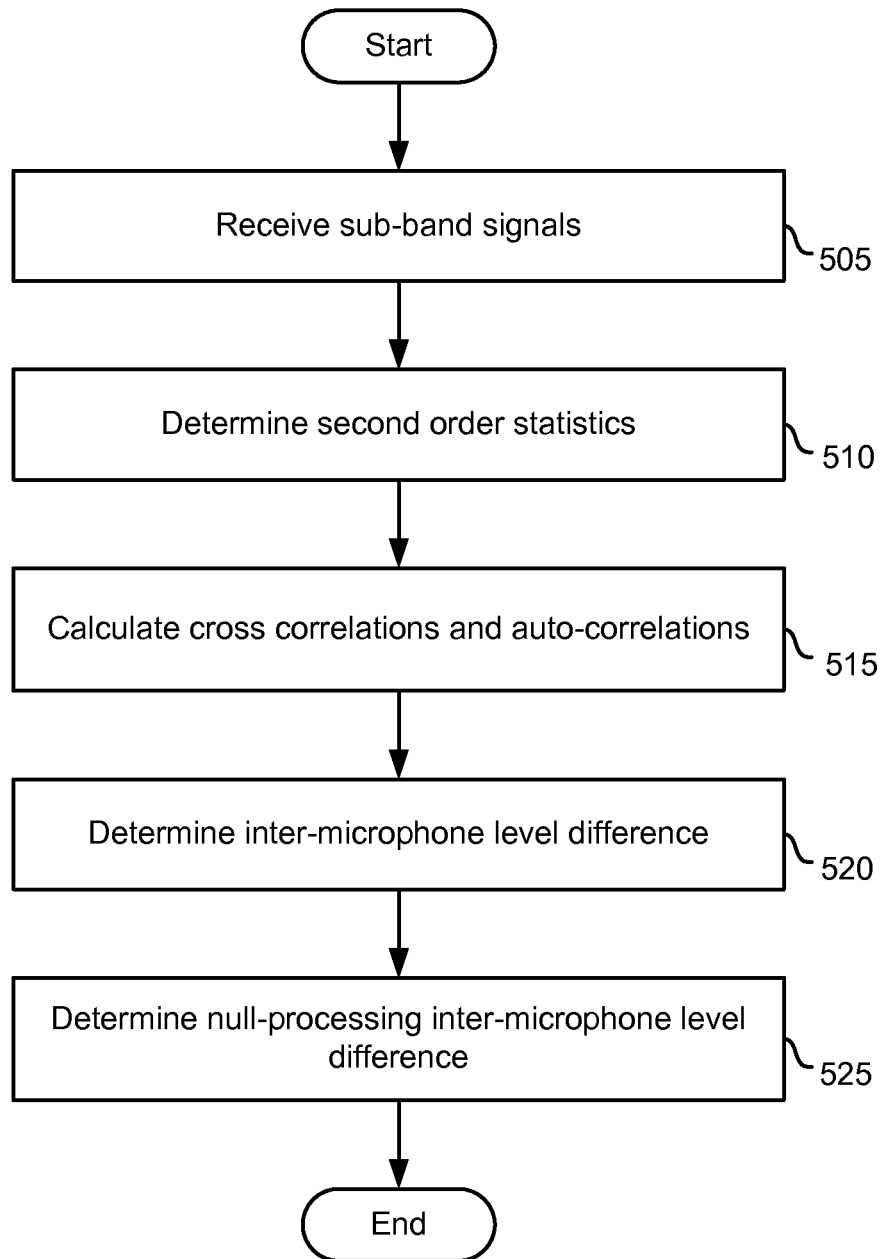 Start
Receive sub-band signals
505
Determine second order statistics
510
Calculate cross correlations and auto-correlations
515
Determine inter-microphone level difference
520
Determine null-processing inter-microphone level
difference
525
End